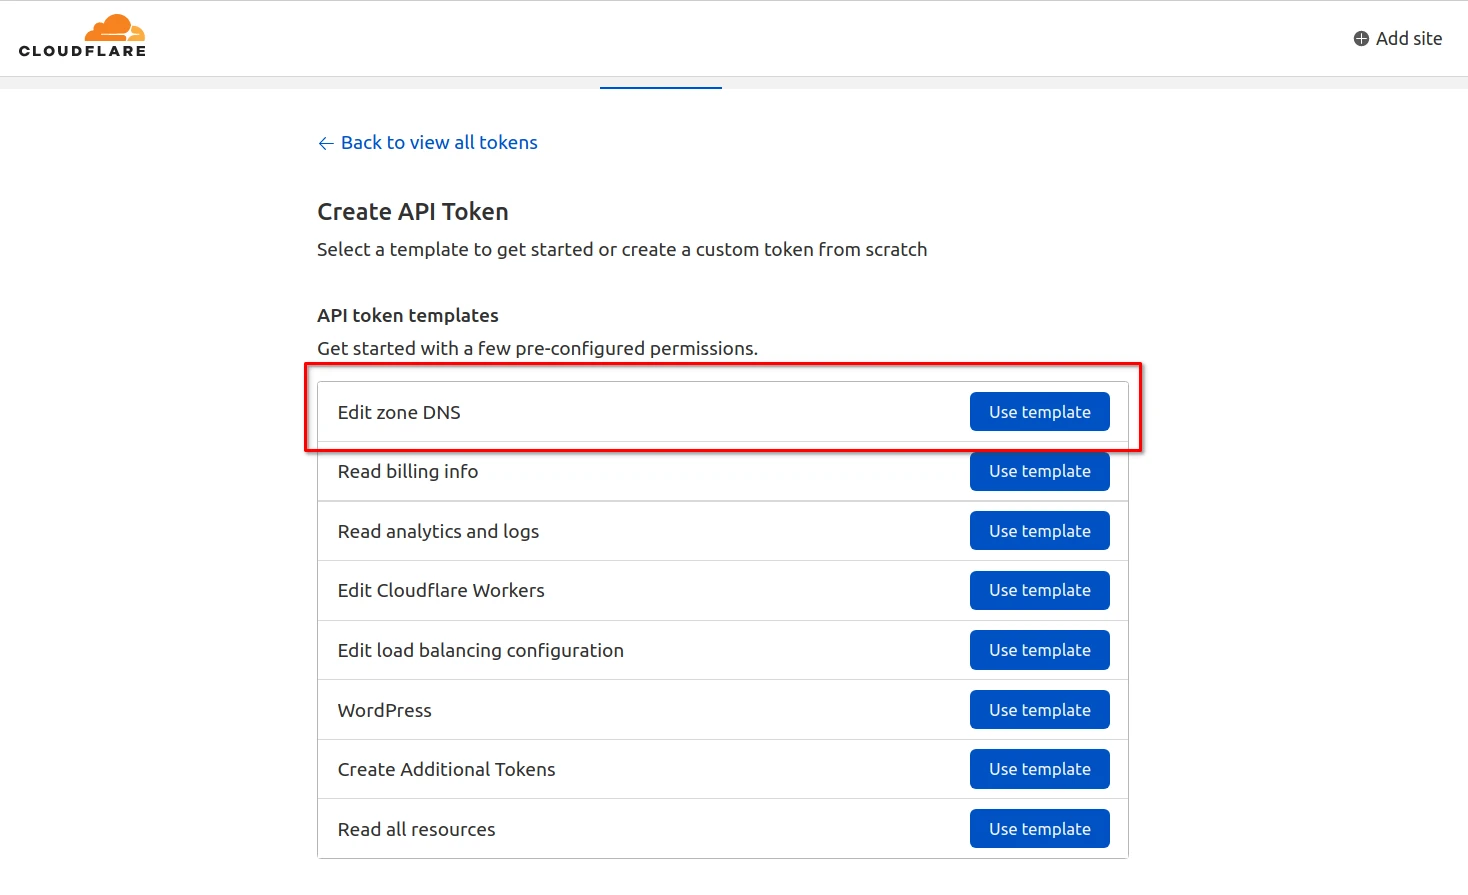 CLOUDFLARE
Add site
Back to view all tokens
Create API Token
Select a template to get started or create a custom token from scratch
API token templates
Get started with a few pre-configured permissions.
Edit zone DNS Use template
Read billing info Use template
Read analytics and logs Use template
Edit Cloudflare Workers Use template
Edit load balancing configuration Use template
WordPress Use template
Create Additional Tokens Use template
Read all resources Use template